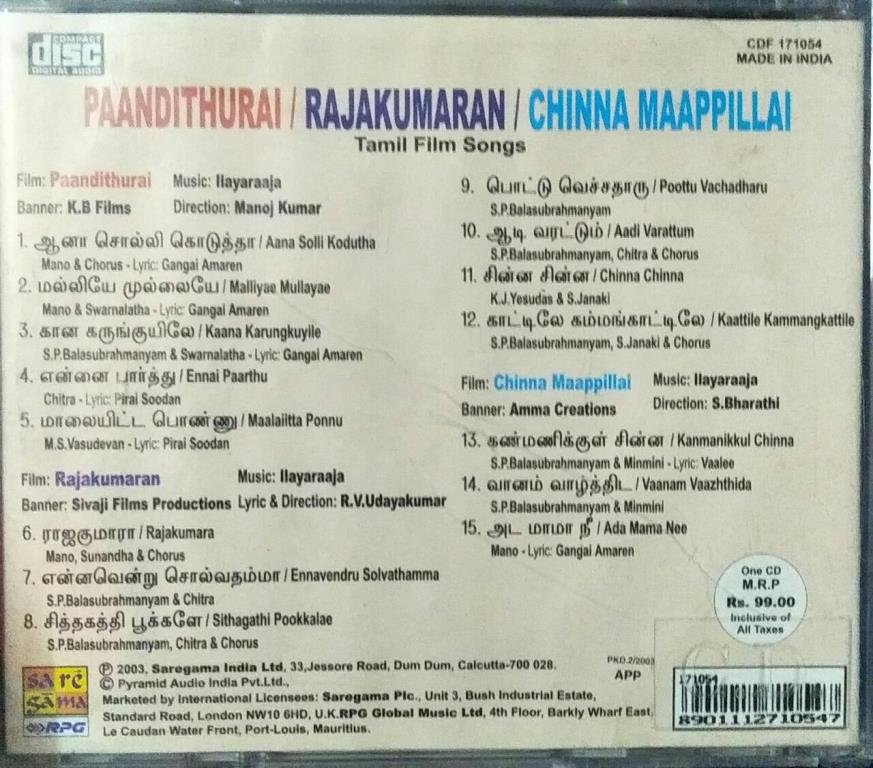 COMPACT
disc
DIGITAL AUDIO
CDF 171054
MADE IN INDIA
PAANDITHURAI / RAJAKUMARAN / CHINNA MAAPPILLAI
Tamil Film Songs
Film: Paandithurai Music: Ilayaraaja
Banner: K.B Films Direction: Manoj Kumar
1. ஆனா சொல்லி கொடுத்தா / Aana Solli Kodutha
Mano & Chorus - Lyric: Gangai Amaren
2. மல்லியே முல்லையே / Malliyae Mullayae
Mano & Swarnalatha - Lyric: Gangai Amaren
3. கான கருங்குயிலே / Kaana Karungkuyile
S.P.Balasubrahmanyam & Swarnalatha - Lyric: Gangai Amaren
4. என்னை பார்த்து / Ennai Paarthu
Chitra - Lyric: Pirai Soodan
5. மாலையிட்ட பொண்ணு / Maalaiitta Ponnu
M.S.Vasudevan - Lyric: Pirai Soodan
Film: Rajakumaran Music: Ilayaraaja
Banner: Sivaji Films Productions Lyric & Direction: R.V.Udayakumar
6. ராஜகுமாரா / Rajakumara
Mano, Sunandha & Chorus
7. என்னவென்று சொல்வதம்மா / Ennavendru Solvathamma
S.P.Balasubrahmanyam & Chitra
8. சித்தகத்தி பூக்களே / Sithagathi Pookkalae
S.P.Balasubrahmanyam, Chitra & Chorus
9. பொட்டு வெச்சதாரு / Poottu Vachadharu
S.P.Balasubrahmanyam
10. ஆடி வரட்டும் / Aadi Varattum
S.P.Balasubrahmanyam, Chitra & Chorus
11. சின்ன சின்ன / Chinna Chinna
K.J.Yesudas & S.Janaki
12. காட்டிலே கம்மங்காட்டிலே / Kaattile Kammangkattile
S.P.Balasubrahmanyam, S.Janaki & Chorus
Film: Chinna Maappillai Music: Ilayaraaja
Banner: Amma Creations Direction: S.Bharathi
13. கண்மணிக்குள் சின்ன / Kanmanikkul Chinna
S.P.Balasubrahmanyam & Minmini - Lyric: Vaalee
14. வானம் வாழ்த்திட / Vaanam Vaazhthida
S.P.Balasubrahmanyam & Minmini
15. அட மாமா நீ / Ada Mama Nee
Mano - Lyric: Gangai Amaren
One CD
M.R.P
Rs. 99.00
Inclusive of
All Taxes
sa re
gama
RPG
℗ 2003, Saregama India Ltd, 33,Jessore Road, Dum Dum, Calcutta-700 028.
© Pyramid Audio India Pvt.Ltd.,
Marketed by International Licensees: Saregama Plc., Unit 3, Bush Industrial Estate,
Standard Road, London NW10 6HD, U.K.RPG Global Music Ltd, 4th Floor, Barkly Wharf East,
Le Caudan Water Front, Port-Louis, Mauritius.
PKD.2/2003
APP
171054
8901112710547